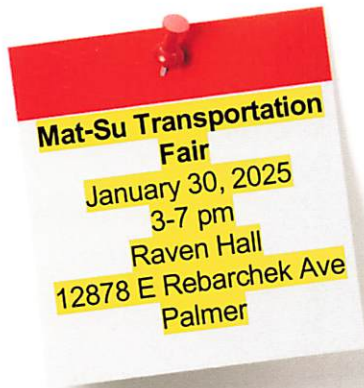 Mat-Su Transportation
Fair
January 30, 2025
3-7 pm
Raven Hall
12878 E Rebarchek Ave
Palmer